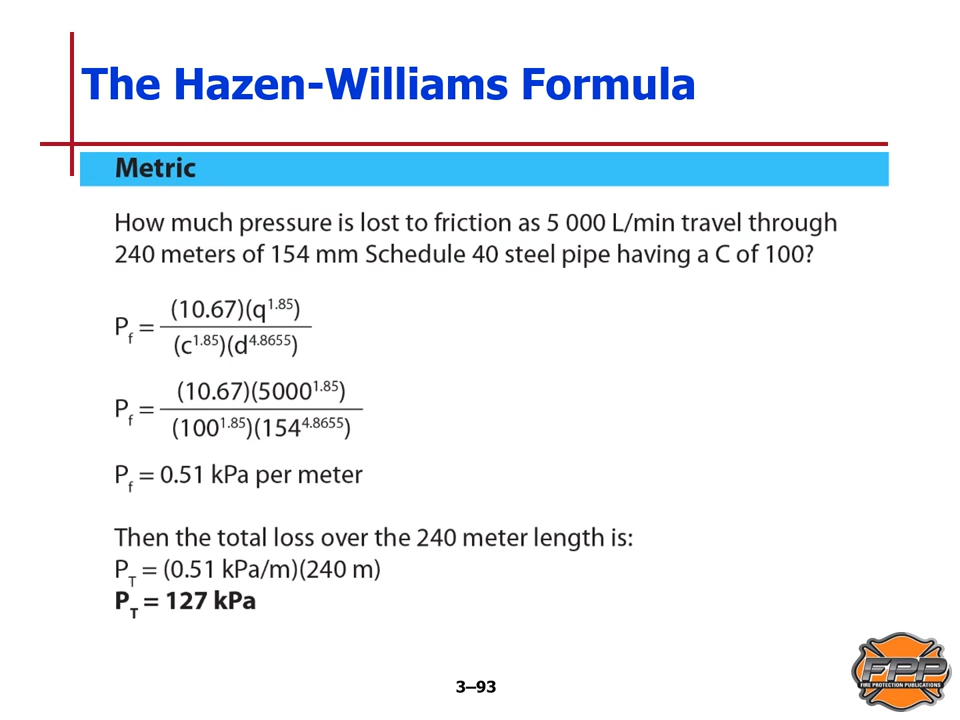 The Hazen-Williams Formula
Metric
How much pressure is lost to friction as 5 000 L/min travel through
240 meters of 154 mm Schedule 40 steel pipe having a C of 100?
P_f = (10.67)(q^1.85) / (c^1.85)(d^4.8655)
P_f = (10.67)(5000^1.85) / (100^1.85)(154^4.8655)
P_f = 0.51 kPa per meter
Then the total loss over the 240 meter length is:
P_T = (0.51 kPa/m)(240 m)
P_T = 127 kPa
3–93
FPP
FIRE PROTECTION PUBLICATIONS